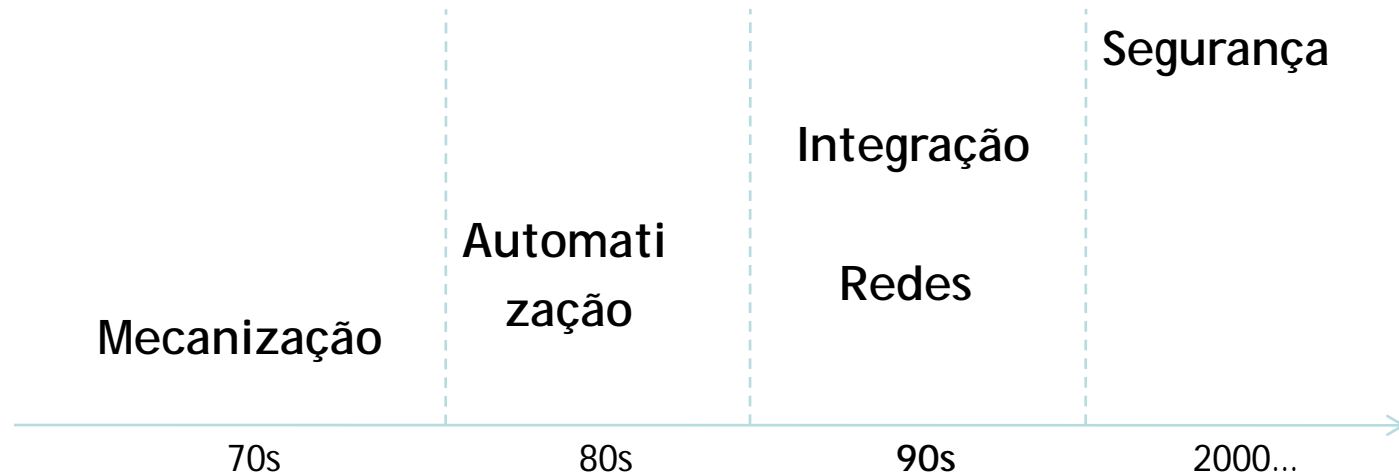 Segurança
Integração
Automati
zação
Redes
Mecanização
70s
80s
90s
2000...